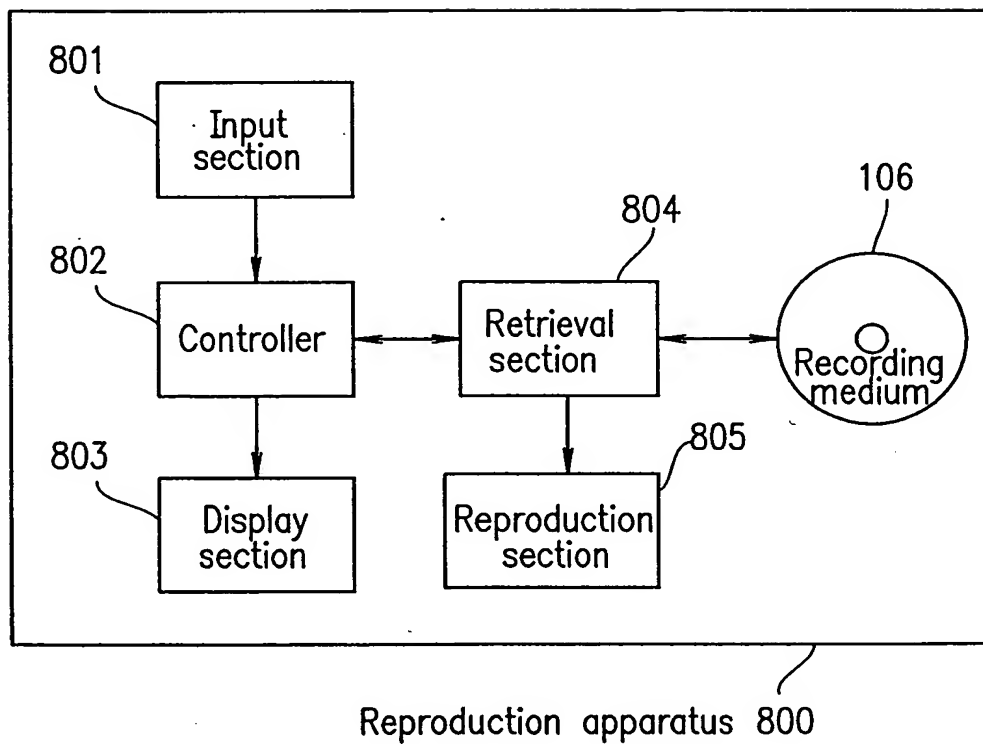 801
Input
section
106
804
802
Controller
Retrieval
section
Recording
medium
803
805
Display
section
Reproduction
section
Reproduction apparatus 800